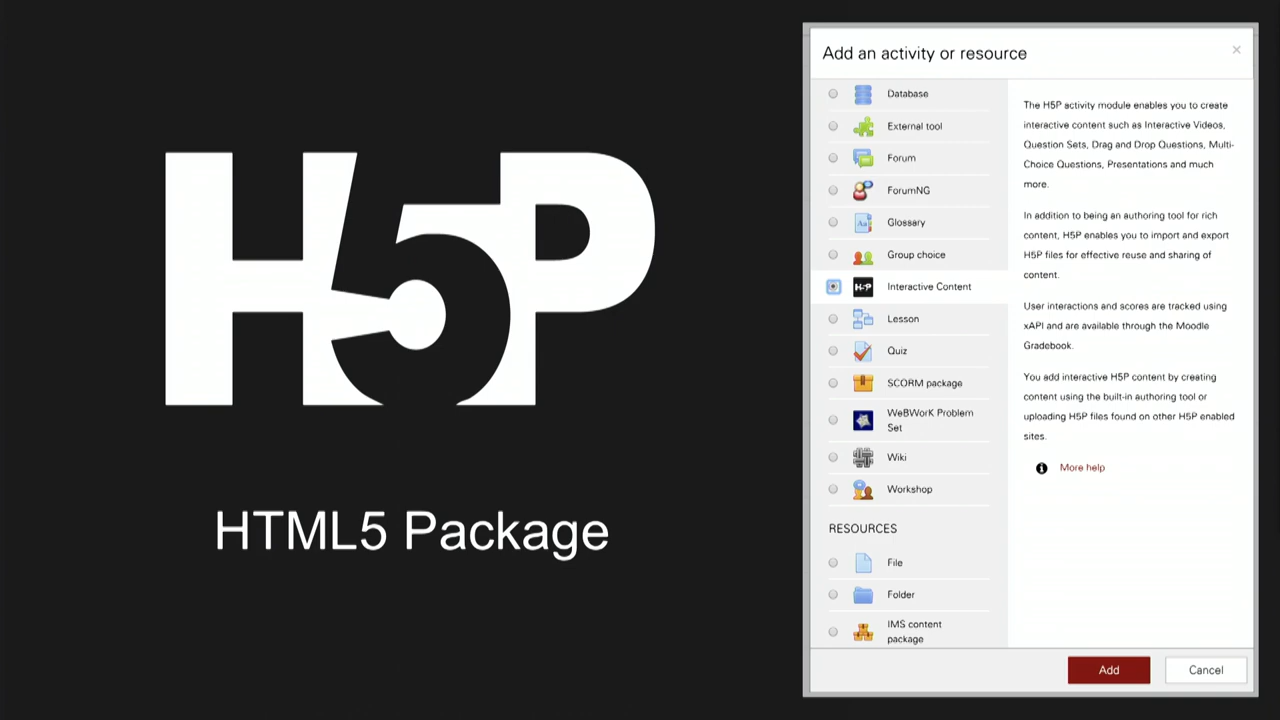 H5P
HTML5 Package
Add an activity or resource
×
Database
External tool
Forum
ForumNG
Glossary
Group choice
H5P
Interactive Content
Lesson
Quiz
SCORM package
WeBWorK Problem
Set
Wiki
Workshop
RESOURCES
File
Folder
IMS content
package
The H5P activity module enables you to create
interactive content such as Interactive Videos,
Question Sets, Drag and Drop Questions, Multi-
Choice Questions, Presentations and much
more.
In addition to being an authoring tool for rich
content, H5P enables you to import and export
H5P files for effective reuse and sharing of
content.
User interactions and scores are tracked using
xAPI and are available through the Moodle
Gradebook.
You add interactive H5P content by creating
content using the built-in authoring tool or
uploading H5P files found on other H5P enabled
sites.
More help
Add
Cancel